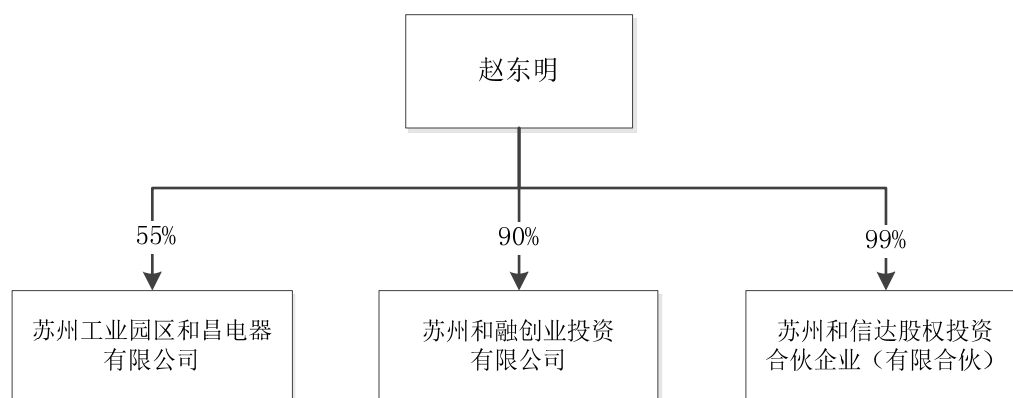 赵东明
55%
90%
99%
苏州工业园区和昌电器
有限公司
苏州和融创业投资
有限公司
苏州和信达股权投资
合伙企业（有限合伙）